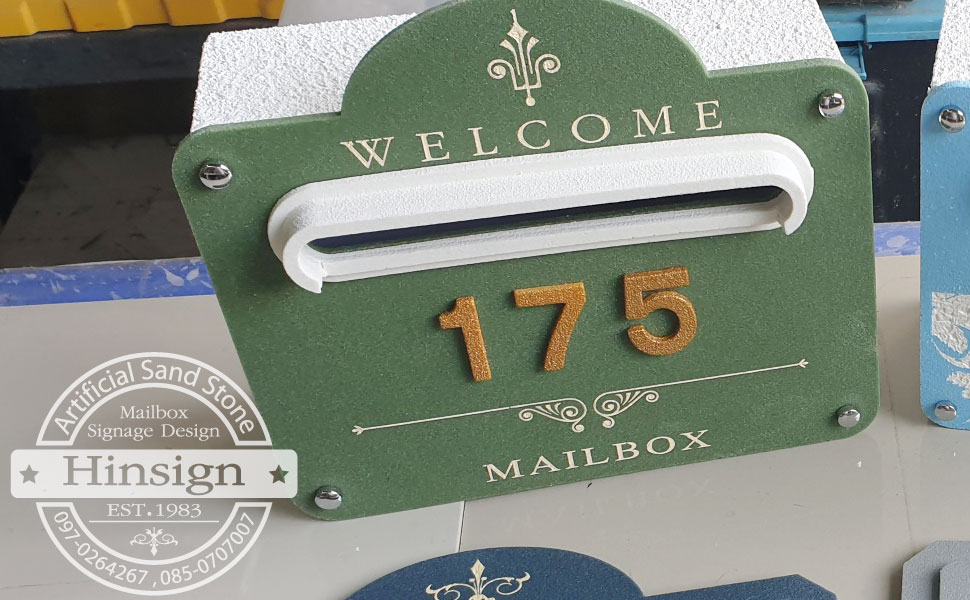 WELCOME
175
MAILBOX
Artificial Sand Stone
Mailbox
Signage Design
Hinsign
EST.1983
097-0264267 , 085-0707007